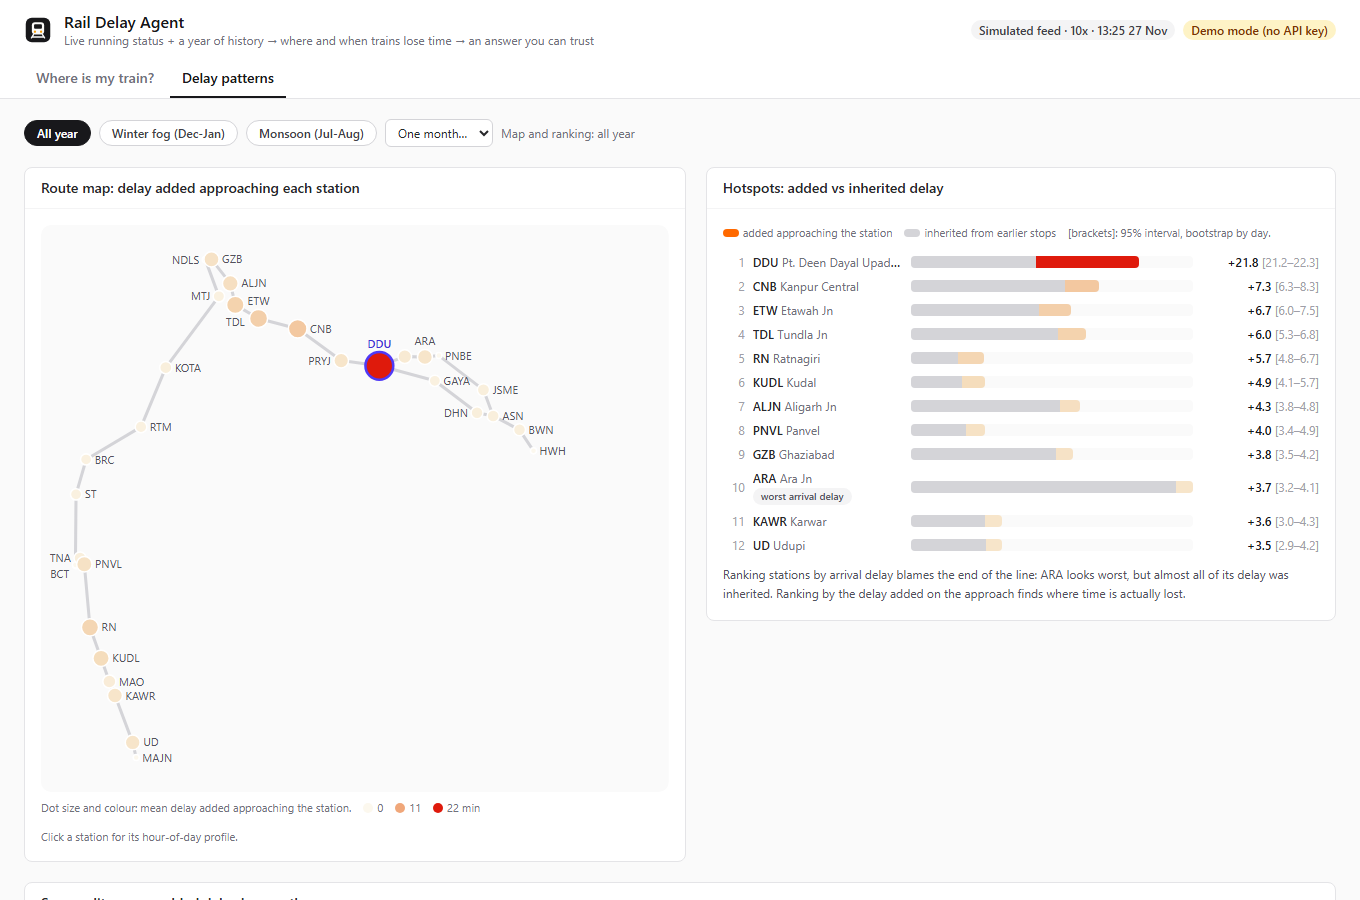 Rail Delay Agent
Live running status + a year of history → where and when trains lose time → an answer you can trust
Simulated feed · 10x · 13:25 27 Nov
Demo mode (no API key)
Where is my train?
Delay patterns
All year
Winter fog (Dec-Jan)
Monsoon (Jul-Aug)
One month...
Map and ranking: all year
Route map: delay added approaching each station
NDLS
GZB
ALJN
MTJ
ETW
TDL
CNB
DDU
ARA
PRYJ
PNBE
KOTA
GAYA
JSME
DHN
ASN
RTM
BWN
HWH
BRC
ST
TNA
PNVL
BCT
RN
KUDL
MAO
KAWR
UD
MAJN
Dot size and colour: mean delay added approaching the station. 0 11 22 min
Click a station for its hour-of-day profile.
Hotspots: added vs inherited delay
added approaching the station inherited from earlier stops [brackets]: 95% interval, bootstrap by day.
1 DDU Pt. Deen Dayal Upad... +21.8 [21.2–22.3]
2 CNB Kanpur Central +7.3 [6.3–8.3]
3 ETW Etawah Jn +6.7 [6.0–7.5]
4 TDL Tundla Jn +6.0 [5.3–6.8]
5 RN Ratnagiri +5.7 [4.8–6.7]
6 KUDL Kudal +4.9 [4.1–5.7]
7 ALJN Aligarh Jn +4.3 [3.8–4.8]
8 PNVL Panvel +4.0 [3.4–4.9]
9 GZB Ghaziabad +3.8 [3.5–4.2]
10 ARA Ara Jn +3.7 [3.2–4.1]
worst arrival delay
11 KAWR Karwar +3.6 [3.0–4.3]
12 UD Udupi +3.5 [2.9–4.2]
Ranking stations by arrival delay blames the end of the line: ARA looks worst, but almost all of its delay was
inherited. Ranking by the delay added on the approach finds where time is actually lost.